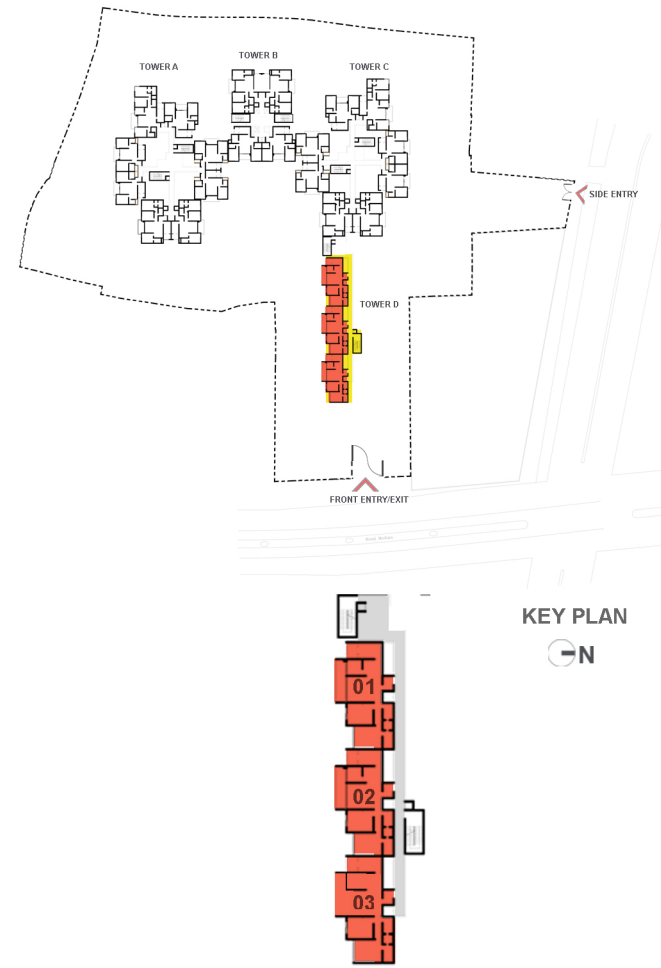 TOWER A
TOWER B
TOWER C
SIDE ENTRY
TOWER D
FRONT ENTRY/EXIT
KEY PLAN
N
01
02
03